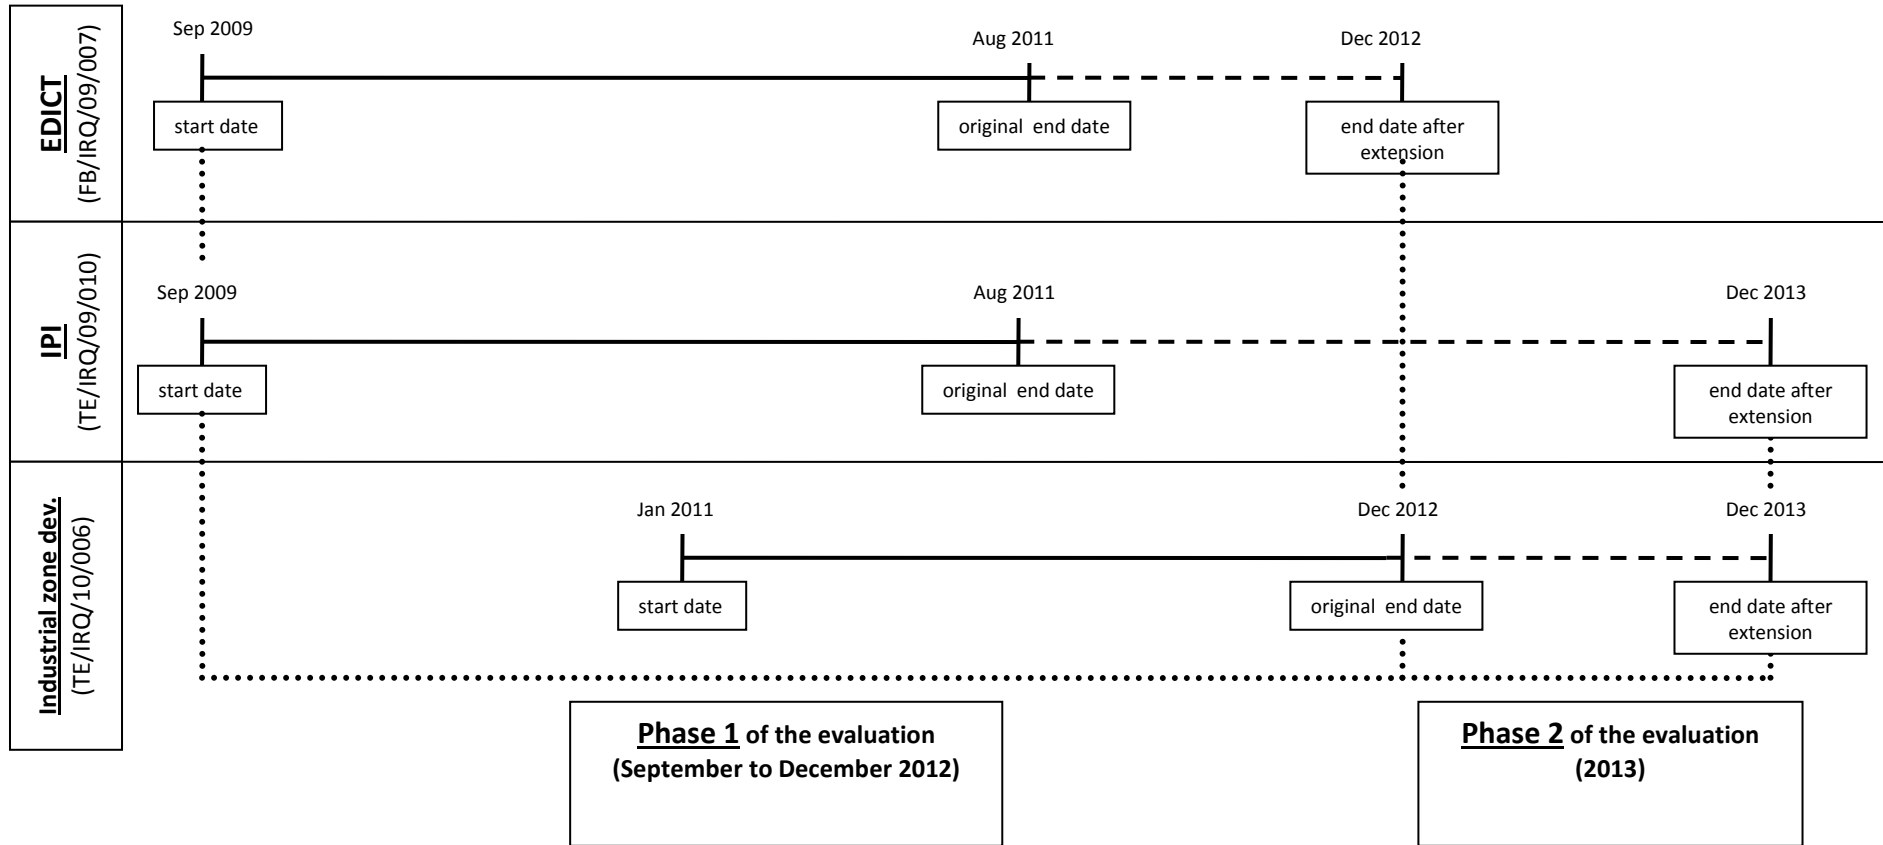 EDICT
(FB/IRQ/09/007)
Sep 2009
Aug 2011
Dec 2012
start date
original end date
end date after
extension
IPI
(TE/IRQ/09/010)
Sep 2009
Aug 2011
Dec 2013
start date
original end date
end date after
extension
Industrial zone dev.
(TE/IRQ/10/006)
Jan 2011
Dec 2012
Dec 2013
start date
original end date
end date after
extension
Phase 1 of the evaluation
(September to December 2012)
Phase 2 of the evaluation
(2013)